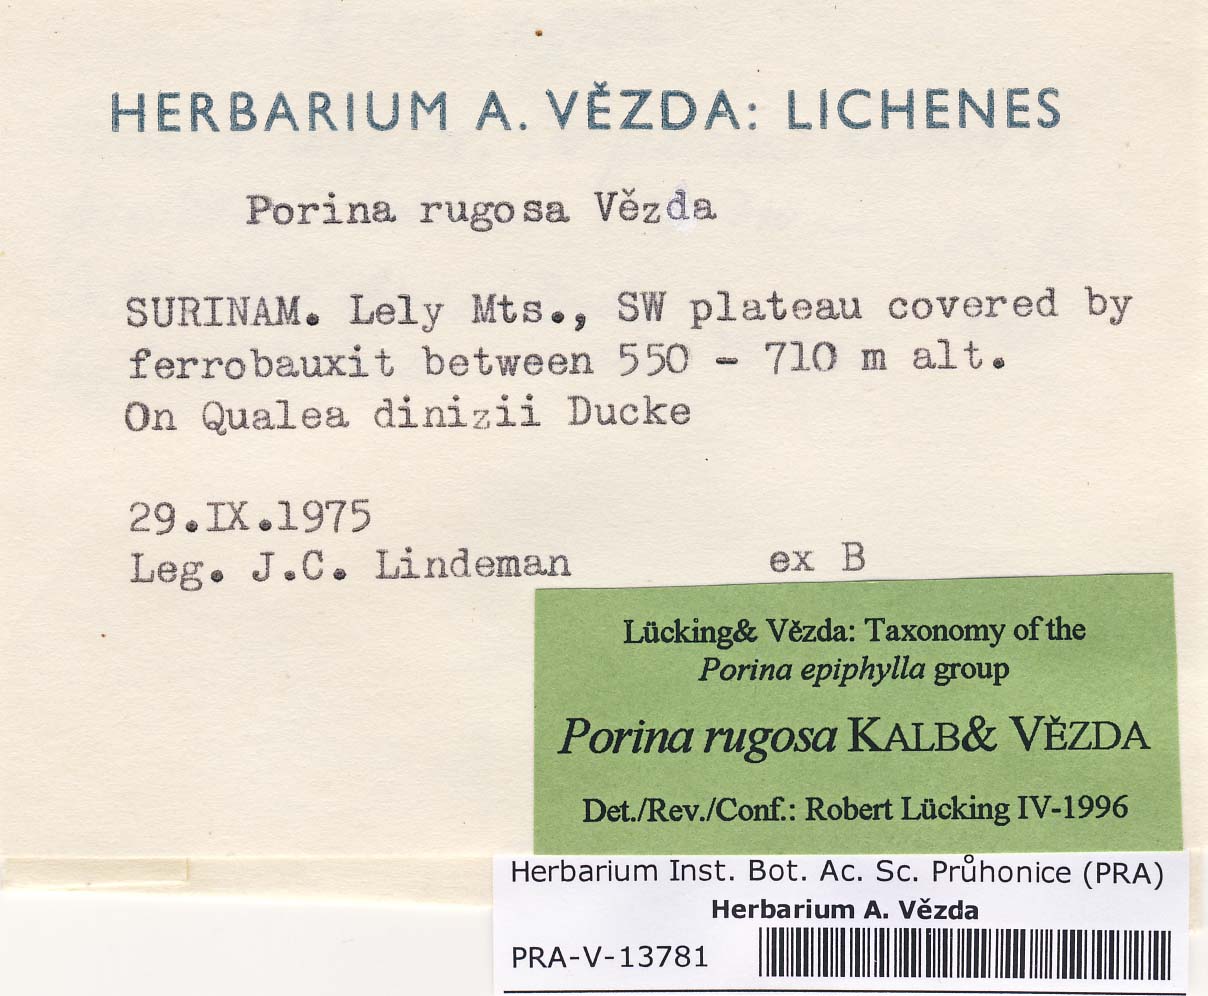 HERBARIUM A. VĚZDA: LICHENES
Porina rugosa Vězda
SURINAM. Lely Mts., SW plateau covered by
ferrobauxit between 550 - 710 m alt.
On Qualea dinizii Ducke
29.IX.1975
Leg. J.C. Lindeman ex B
Lücking& Vězda: Taxonomy of the
Porina epiphylla group
Porina rugosa KALB& VĚZDA
Det./Rev./Conf.: Robert Lücking IV-1996
Herbarium Inst. Bot. Ac. Sc. Průhonice (PRA)
Herbarium A. Vězda
PRA-V-13781